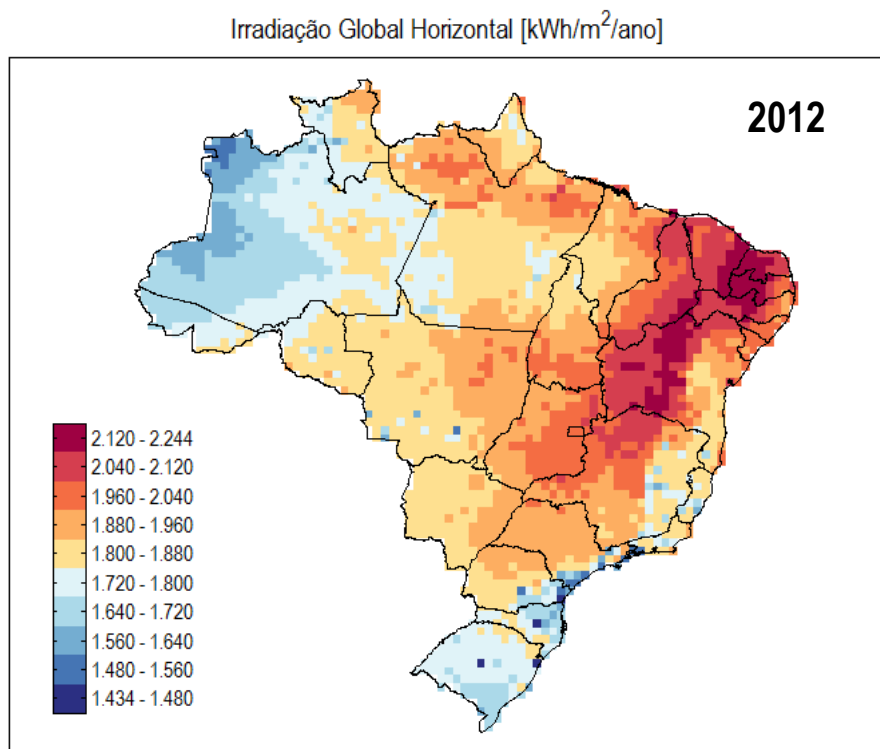 Irradiação Global Horizontal [kWh/m²/ano]
2012
2.120 - 2.244
2.040 - 2.120
1.960 - 2.040
1.880 - 1.960
1.800 - 1.880
1.720 - 1.800
1.640 - 1.720
1.560 - 1.640
1.480 - 1.560
1.434 - 1.480